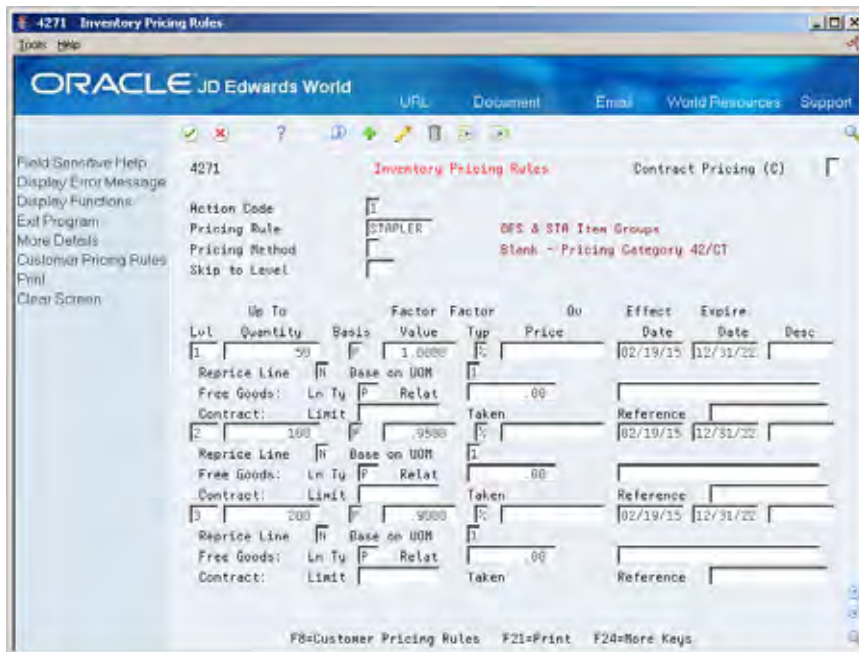 4271 Inventory Pricing Rules
Tools Help
ORACLE JD Edwards World
URL Document Email World Resources Support
Field Sensitive Help
Display Error Message
Display Functions
Exit Program
More Details
Customer Pricing Rules
Print
Clear Screen
4271 Inventory Pricing Rules Contract Pricing (C)
Action Code I
Pricing Rule STAPLER OFS & STA Item Groups
Pricing Method Blank - Pricing Category 42/CT
Skip to Level
Up To Factor Factor Ov Effect Expire
Lvl Quantity Basis Value Typ Price Date Date Desc
1 50 P 1.0000 % 02/19/15 12/31/22
Reprice Line N Base on UOM 1
Free Goods: Ln Ty P Relat .00
Contract: Limit Taken Reference
2 100 P .9500 % 02/19/15 12/31/22
Reprice Line N Base on UOM 1
Free Goods: Ln Ty P Relat .00
Contract: Limit Taken Reference
3 200 P .9000 % 02/19/15 12/31/22
Reprice Line N Base on UOM 1
Free Goods: Ln Ty P Relat .00
Contract: Limit Taken Reference
F8=Customer Pricing Rules F21=Print F24=More Keys